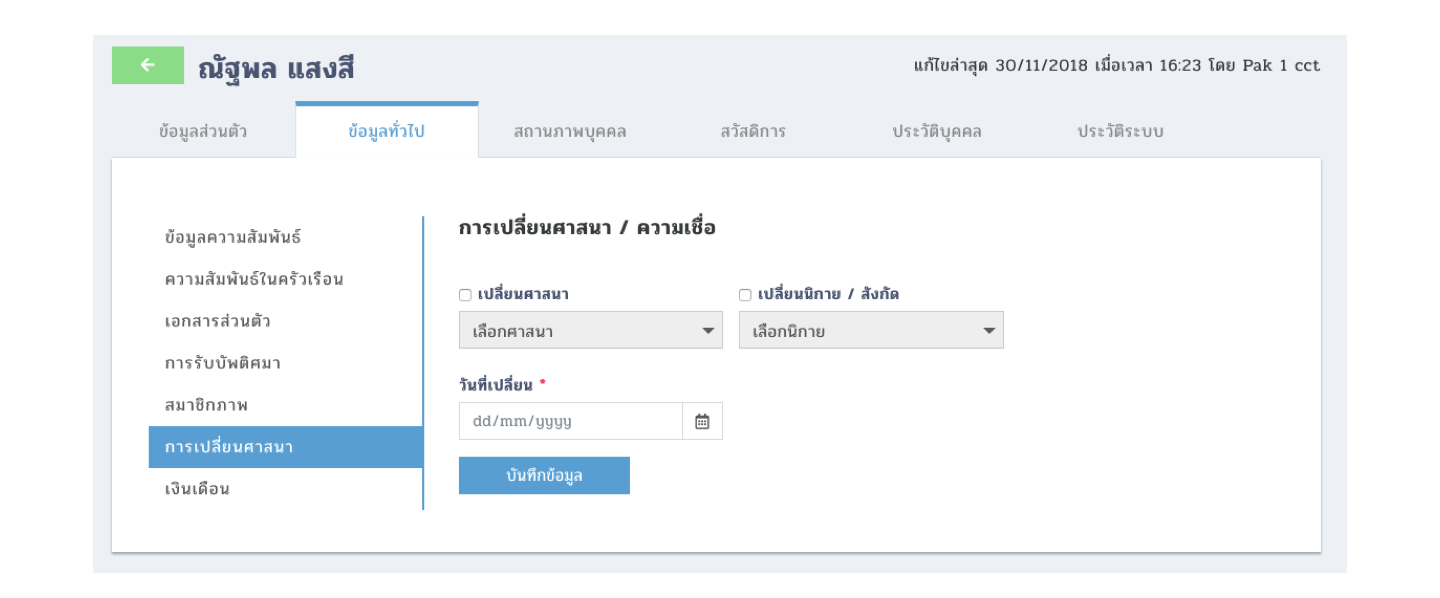 ณัฐพล แสงสี
แก้ไขล่าสุด 30/11/2018 เมื่อเวลา 16:23 โดย Pak 1 cct
ข้อมูลส่วนตัว ข้อมูลทั่วไป สถานภาพบุคคล สวัสดิการ ประวัติบุคคล ประวัติระบบ
ข้อมูลความสัมพันธ์
ความสัมพันธ์ในครัวเรือน
เอกสารส่วนตัว
การรับบัพติศมา
สมาชิกภาพ
การเปลี่ยนศาสนา
เงินเดือน
การเปลี่ยนศาสนา / ความเชื่อ
เปลี่ยนศาสนา เปลี่ยนนิกาย / สังกัด
เลือกศาสนา เลือกนิกาย
วันที่เปลี่ยน *
dd/mm/yyyy
บันทึกข้อมูล